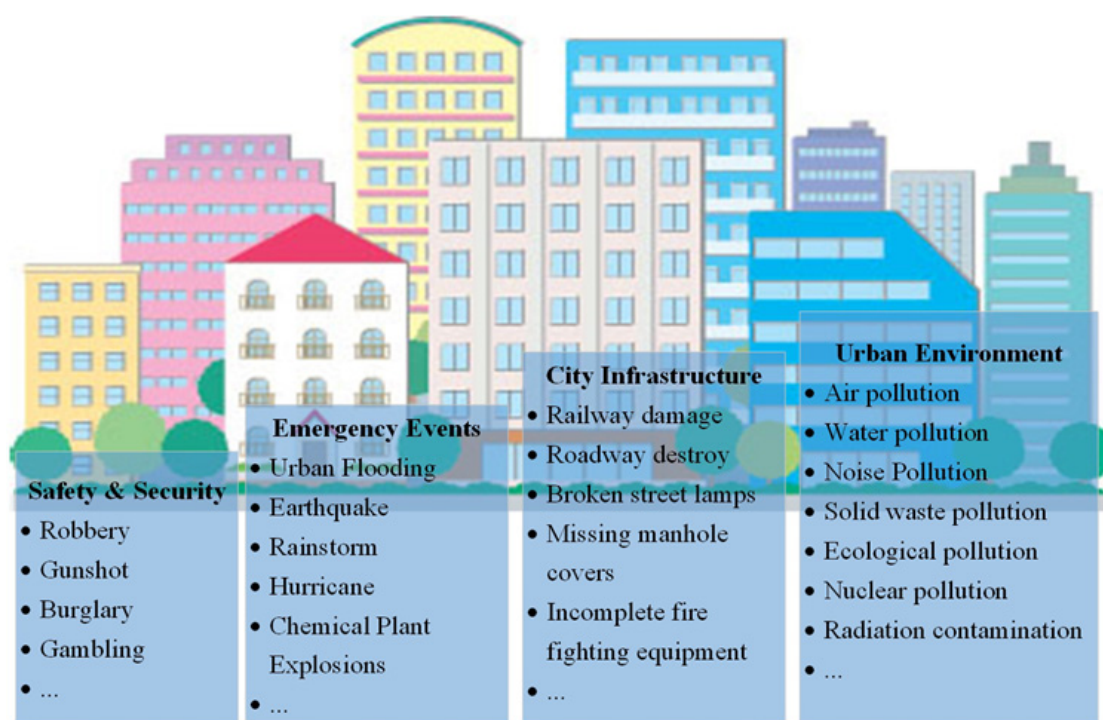 Safety & Security
• Robbery
• Gunshot
• Burglary
• Gambling
• ...
Emergency Events
• Urban Flooding
• Earthquake
• Rainstorm
• Hurricane
• Chemical Plant
Explosions
• ...
City Infrastructure
• Railway damage
• Roadway destroy
• Broken street lamps
• Missing manhole
covers
• Incomplete fire
fighting equipment
• ...
Urban Environment
• Air pollution
• Water pollution
• Noise Pollution
• Solid waste pollution
• Ecological pollution
• Nuclear pollution
• Radiation contamination
• ...